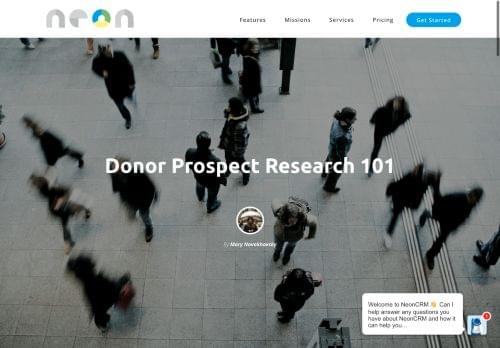 neon
Features Missions Services Pricing Get Started
Donor Prospect Research 101
By Mary Novokhovsky
Welcome to NeonCRM 👋 Can I
help answer any questions you
have about NeonCRM and how it
can help you...
1